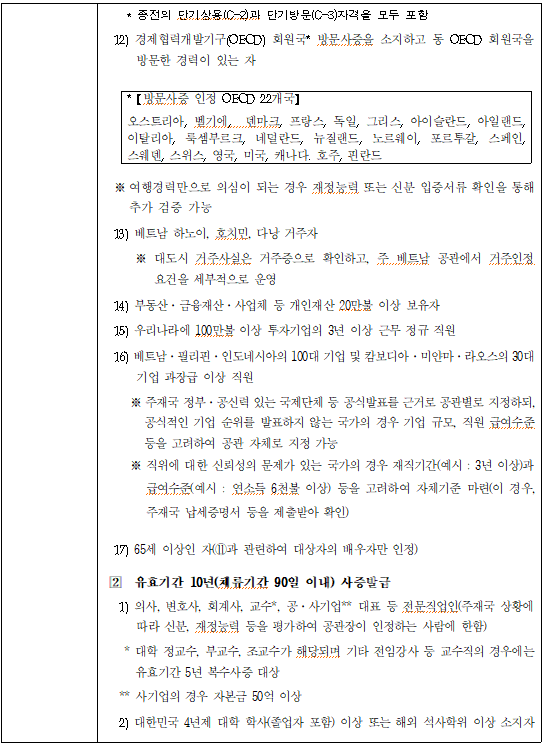 * 종전의 단기상용(C-2)과 단기방문(C-3)자격을 모두 포함
12) 경제협력개발기구(OECD) 회원국* 방문사증을 소지하고 동 OECD 회원국을
방문한 경력이 있는 자
* [방문사증 인정 OECD 22개국]
오스트리아, 벨기에, 덴마크, 프랑스, 독일, 그리스, 아이슬란드, 아일랜드,
이탈리아, 룩셈부르크, 네덜란드, 뉴질랜드, 노르웨이, 포르투갈, 스페인,
스웨덴, 스위스, 영국, 미국, 캐나다. 호주, 핀란드
※ 여행경력만으로 의심이 되는 경우 재정능력 또는 신분 입증서류 확인을 통해
추가 검증 가능
13) 베트남 하노이, 호치민, 다낭 거주자
※ 대도시 거주사실은 거주증으로 확인하고, 주 베트남 공관에서 거주인정
요건을 세부적으로 운영
14) 부동산・금융재산・사업체 등 개인재산 20만불 이상 보유자
15) 우리나라에 100만불 이상 투자기업의 3년 이상 근무 정규 직원
16) 베트남・필리핀・인도네시아의 100대 기업 및 캄보디아・미얀마・라오스의 30대
기업 과장급 이상 직원
※ 주재국 정부・공신력 있는 국제단체 등 공식발표를 근거로 공관별로 지정하되,
공식적인 기업 순위를 발표하지 않는 국가의 경우 기업 규모, 직원 급여수준
등을 고려하여 공관 자체로 지정 가능
※ 직위에 대한 신뢰성의 문제가 있는 국가의 경우 재직기간(예시 : 3년 이상)과
급여수준(예시 : 연소득 6천불 이상) 등을 고려하여 자체기준 마련(이 경우,
주재국 납세증명서 등을 제출받아 확인)
17) 65세 이상인 자(⑪과 관련하여 대상자의 배우자만 인정)
2 유효기간 10년(체류기간 90일 이내) 사증발급
1) 의사, 변호사, 회계사, 교수*, 공・사기업** 대표 등 전문직업인(주재국 상황에
따라 신분, 재정능력 등을 평가하여 공관장이 인정하는 사람에 한함)
* 대학 정교수, 부교수, 조교수가 해당되며 기타 전임강사 등 교수직의 경우에는
유효기간 5년 복수사증 대상
** 사기업의 경우 자본금 50억 이상
2) 대한민국 4년제 대학 학사(졸업자 포함) 이상 또는 해외 석사학위 이상 소지자